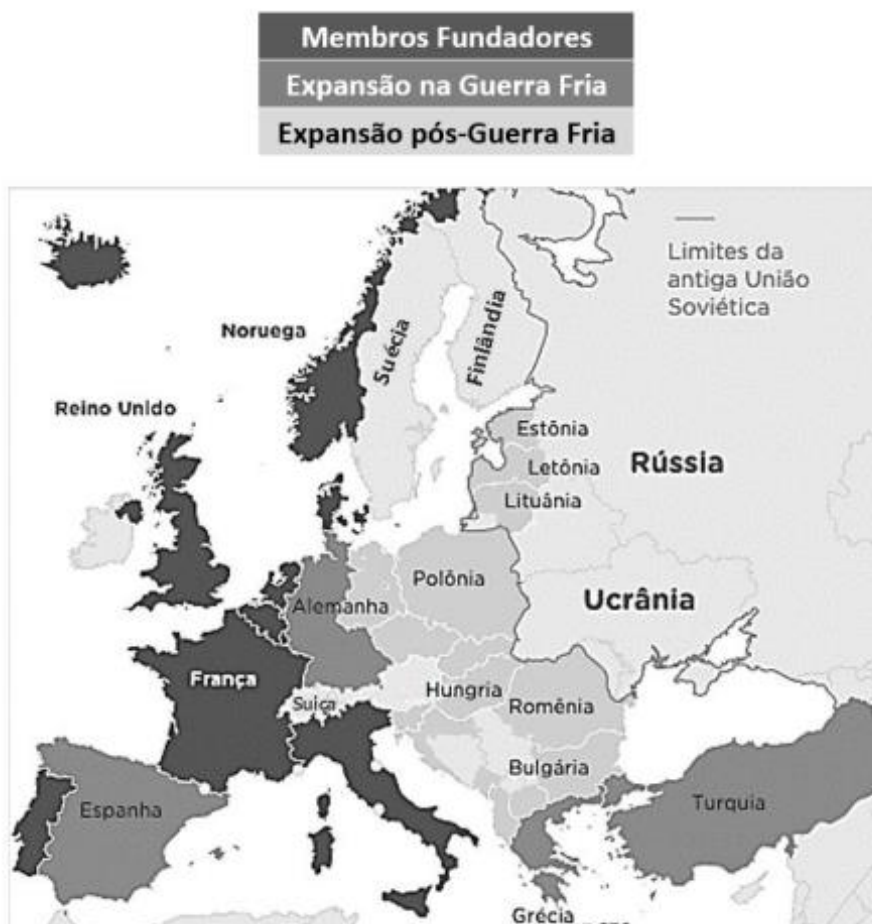 Membros Fundadores
Expansão na Guerra Fria
Expansão pós-Guerra Fria
Limites da
antiga União
Soviética
Noruega
Suécia
Finlândia
Reino Unido
Estônia
Letônia
Rússia
Lituânia
Polônia
Alemanha
Ucrânia
França
Suiça
Hungria
Romênia
Bulgária
Espanha
Turquia
Grécia